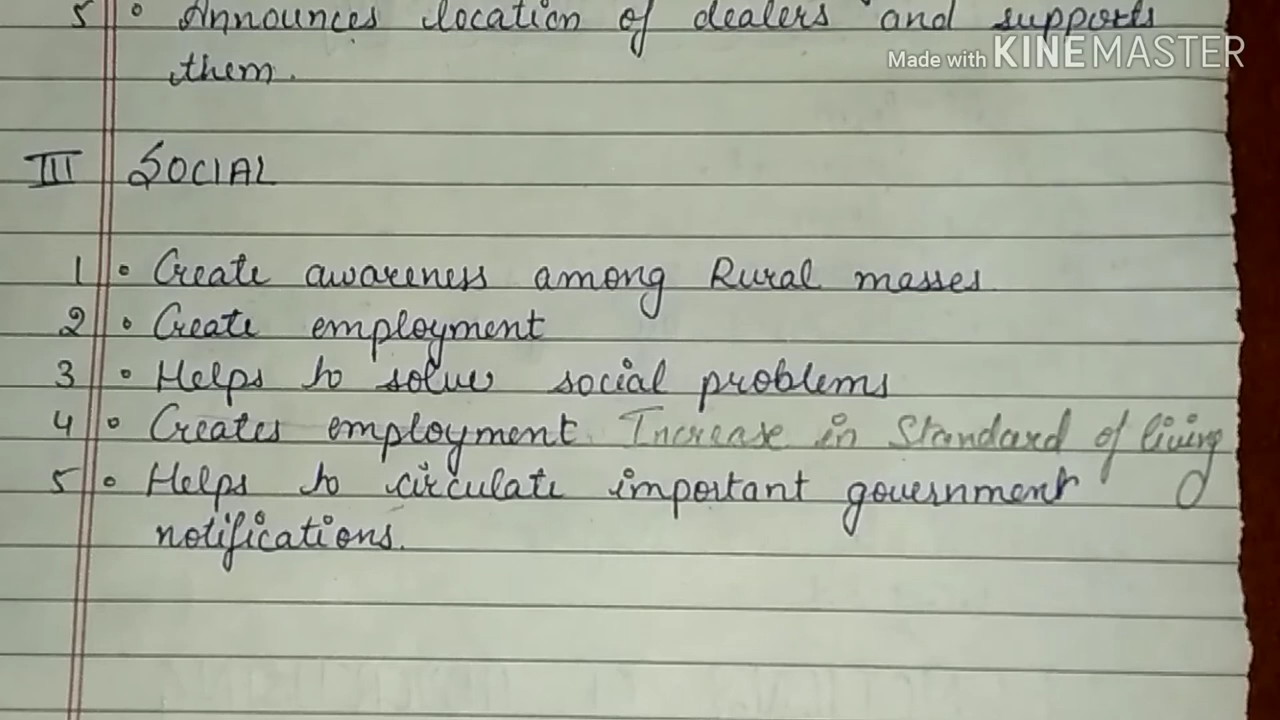 5. Announces location of dealers and supports
Made with KINEMASTER
them.
III SOCIAL
1. Create awareness among Rural masses
2. Create employment
3. Helps to solve social problems
4. Creates employment. Increase in Standard of living
5. Helps to circulate important government
notifications.